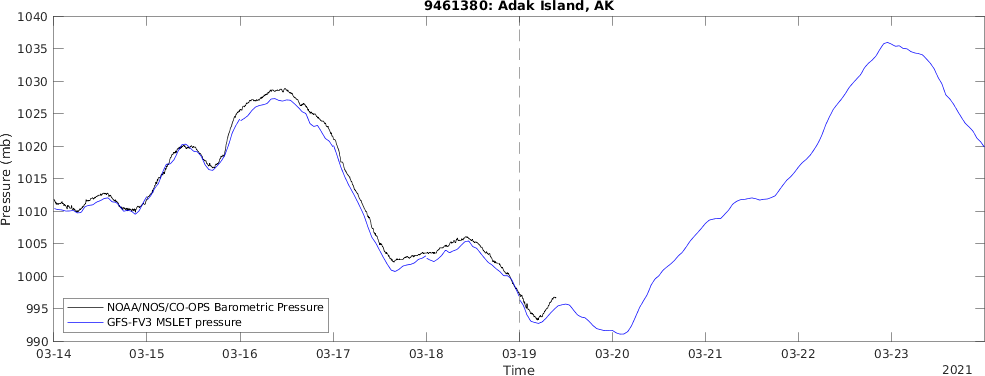 9461380: Adak Island, AK
1040
1035
1030
1025
1020
1015
1010
1005
1000
995
990
Pressure (mb)
NOAA/NOS/CO-OPS Barometric Pressure
GFS-FV3 MSLET pressure
03-14 03-15 03-16 03-17 03-18 03-19 03-20 03-21 03-22 03-23
Time
2021